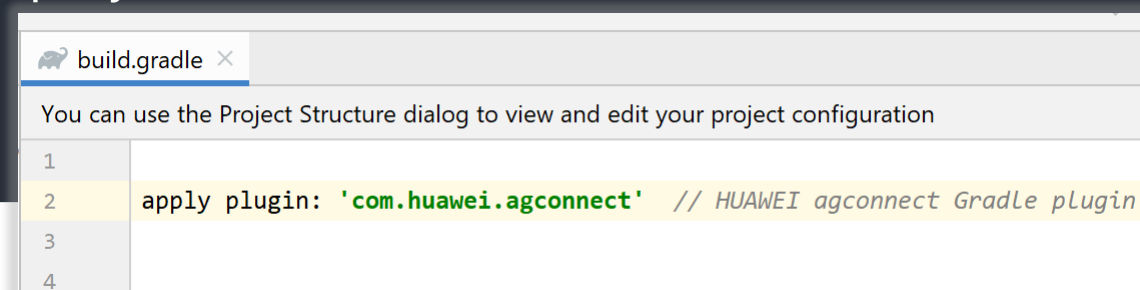 build.gradle
You can use the Project Structure dialog to view and edit your project configuration
1
2 apply plugin: 'com.huawei.agconnect' // HUAWEI agconnect Gradle plugin
3
4